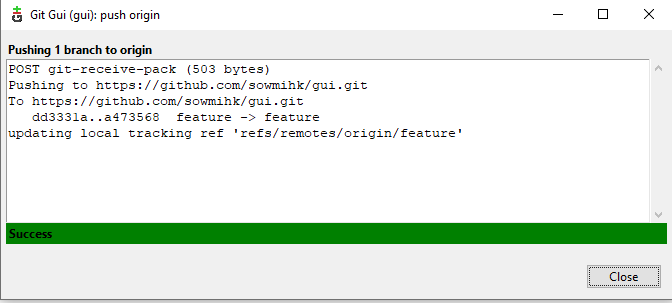 Git Gui (gui): push origin
Pushing 1 branch to origin
POST git-receive-pack (503 bytes)
Pushing to https://github.com/sowmihk/gui.git
To https://github.com/sowmihk/gui.git
   dd3331a..a473568  feature -> feature
updating local tracking ref 'refs/remotes/origin/feature'
Success
Close